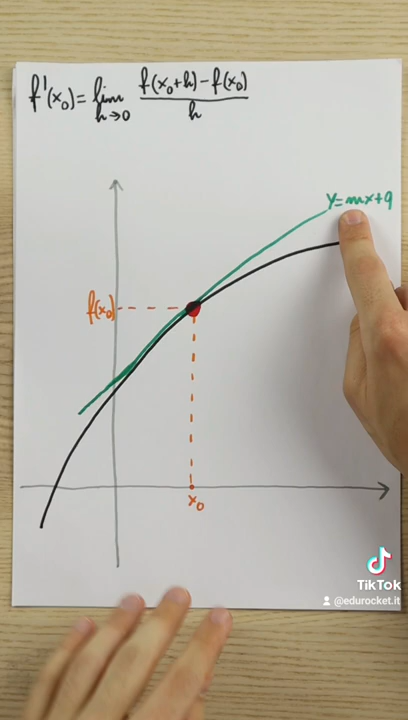 f'(x₀) = lim h→0 f(x₀+h) - f(x₀) / h
y=mx+q
f(x₀)
x₀
TikTok
@edurocket.it